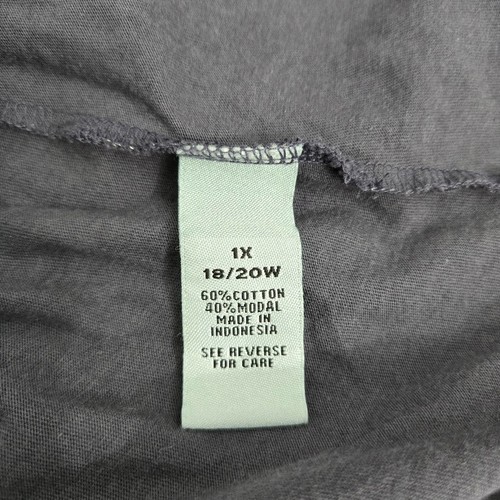 1X
18/20W
60%COTTON
40%MODAL
MADE IN
INDONESIA
SEE REVERSE
FOR CARE